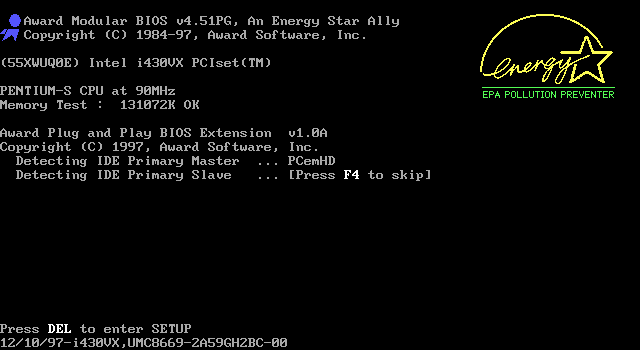 Award Modular BIOS v4.51PG, An Energy Star Ally
Copyright (C) 1984-97, Award Software, Inc.
(55XWUQ0E) Intel i430VX PCIset(TM)
energy
EPA POLLUTION PREVENTER
PENTIUM-S CPU at 90MHz
Memory Test :  131072K OK
Award Plug and Play BIOS Extension  v1.0A
Copyright (C) 1997, Award Software, Inc.
Detecting IDE Primary Master  ... PCemHD
Detecting IDE Primary Slave   ... [Press F4 to skip]
Press DEL to enter SETUP
12/10/97-i430VX,UMC8669-2A59GH2BC-00